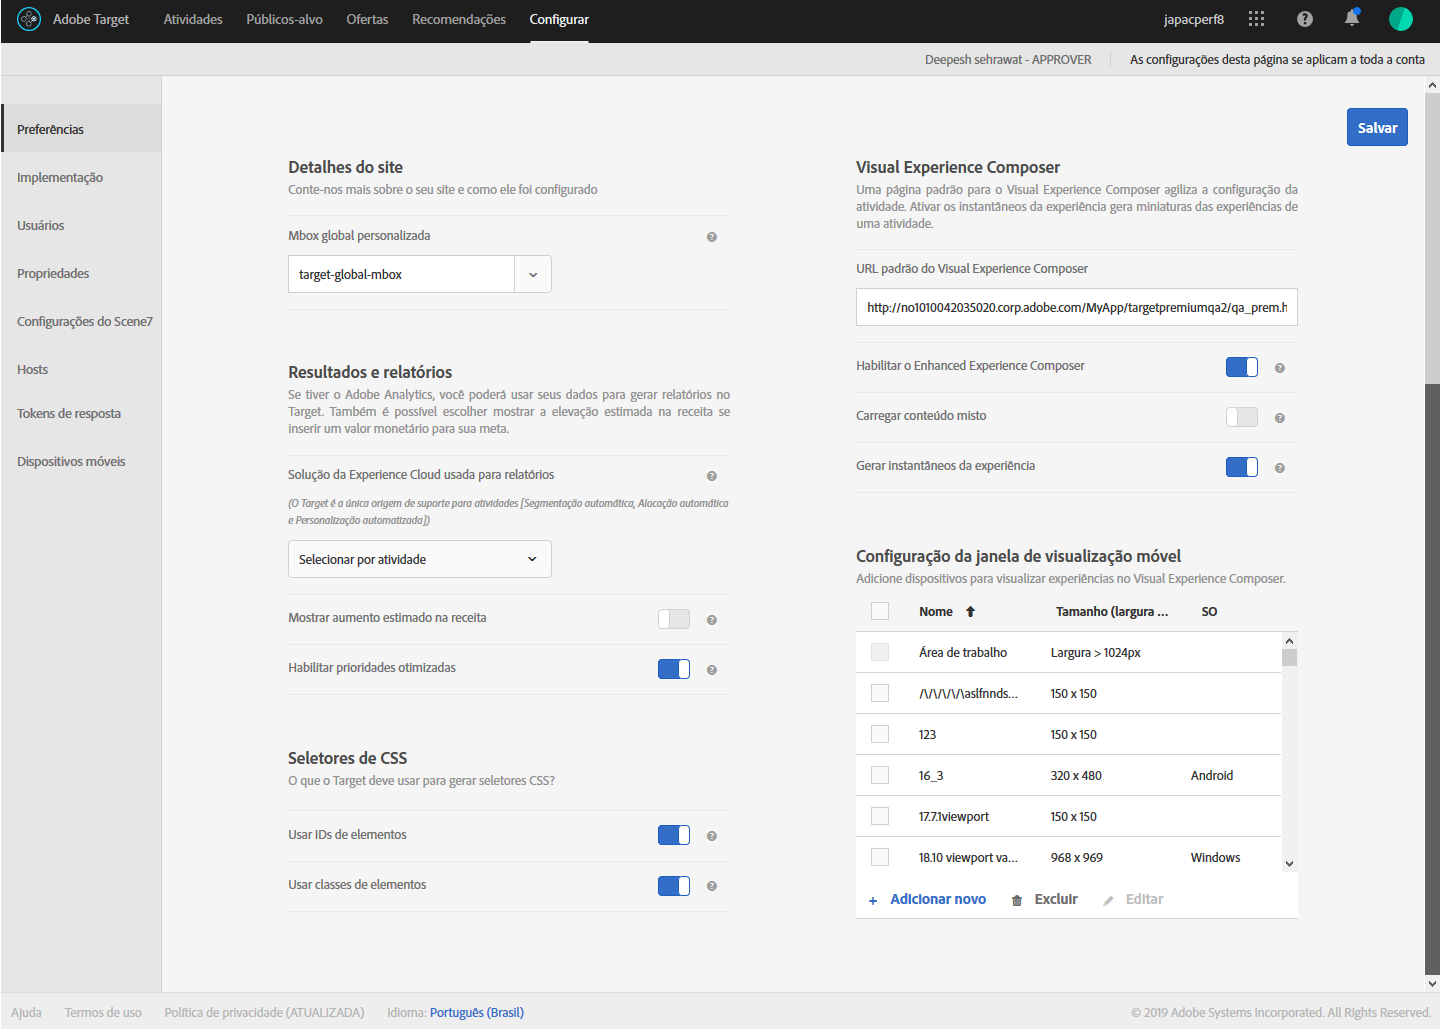 Adobe Target
Atividades
Públicos-alvo
Ofertas
Recomendações
Configurar
japacperf8
Deepesh sehrawat - APPROVER
As configurações desta página se aplicam a toda a conta
Preferências
Implementação
Usuários
Propriedades
Configurações do Scene7
Hosts
Tokens de resposta
Dispositivos móveis
Salvar
Detalhes do site
Conte-nos mais sobre o seu site e como ele foi configurado
Mbox global personalizada
target-global-mbox
Resultados e relatórios
Se tiver o Adobe Analytics, você poderá usar seus dados para gerar relatórios no
Target. Também é possível escolher mostrar a elevação estimada na receita se
inserir um valor monetário para sua meta.
Solução da Experience Cloud usada para relatórios
(O Target é a única origem de suporte para atividades [Segmentação automática, Alocação automática
e Personalização automatizada])
Selecionar por atividade
Mostrar aumento estimado na receita
Habilitar prioridades otimizadas
Seletores de CSS
O que o Target deve usar para gerar seletores CSS?
Usar IDs de elementos
Usar classes de elementos
Visual Experience Composer
Uma página padrão para o Visual Experience Composer agiliza a configuração da
atividade. Ativar os instantâneos da experiência gera miniaturas das experiências de
uma atividade.
URL padrão do Visual Experience Composer
http://no1010042035020.corp.adobe.com/MyApp/targetpremiumqa2/qa_prem.h
Habilitar o Enhanced Experience Composer
Carregar conteúdo misto
Gerar instantâneos da experiência
Configuração da janela de visualização móvel
Adicione dispositivos para visualizar experiências no Visual Experience Composer.
Nome Tamanho (largura ... SO
Área de trabalho Largura > 1024px
/\/\/\/\/\aslfnnds... 150 x 150
123 150 x 150
16_3 320 x 480 Android
17.7.1viewport 150 x 150
18.10 viewport va... 968 x 969 Windows
+ Adicionar novo Excluir Editar
Ajuda
Termos de uso
Política de privacidade (ATUALIZADA)
Idioma: Português (Brasil)
© 2019 Adobe Systems Incorporated. All Rights Reserved.